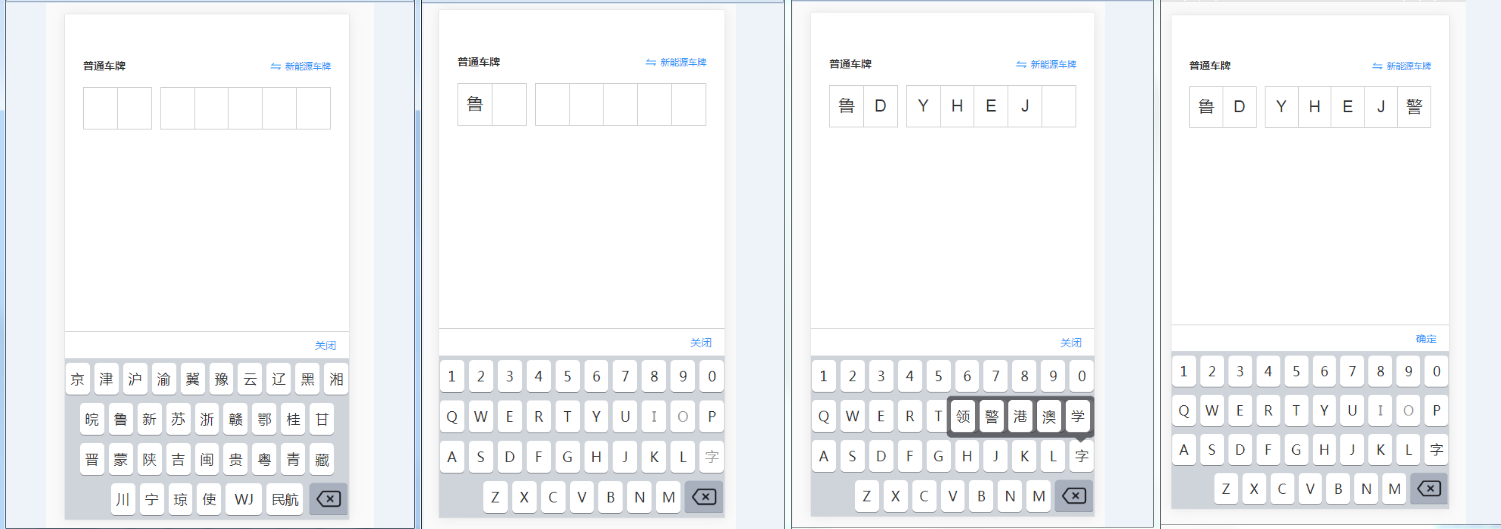 普通车牌 ⇋ 新能源车牌
关闭
京 津 沪 渝 冀 豫 云 辽 黑 湘
皖 鲁 新 苏 浙 赣 鄂 桂 甘
晋 蒙 陕 吉 闽 贵 粤 青 藏
川 宁 琼 使 WJ 民航
普通车牌 ⇋ 新能源车牌
鲁
关闭
1 2 3 4 5 6 7 8 9 0
Q W E R T Y U I O P
A S D F G H J K L 字
Z X C V B N M
普通车牌 ⇋ 新能源车牌
鲁 D Y H E J
关闭
1 2 3 4 5 6 7 8 9 0
Q W E R T 领 警 港 澳 学
A S D F G H J K L 字
Z X C V B N M
普通车牌 ⇋ 新能源车牌
鲁 D Y H E J 警
确定
1 2 3 4 5 6 7 8 9 0
Q W E R T Y U I O P
A S D F G H J K L 字
Z X C V B N M